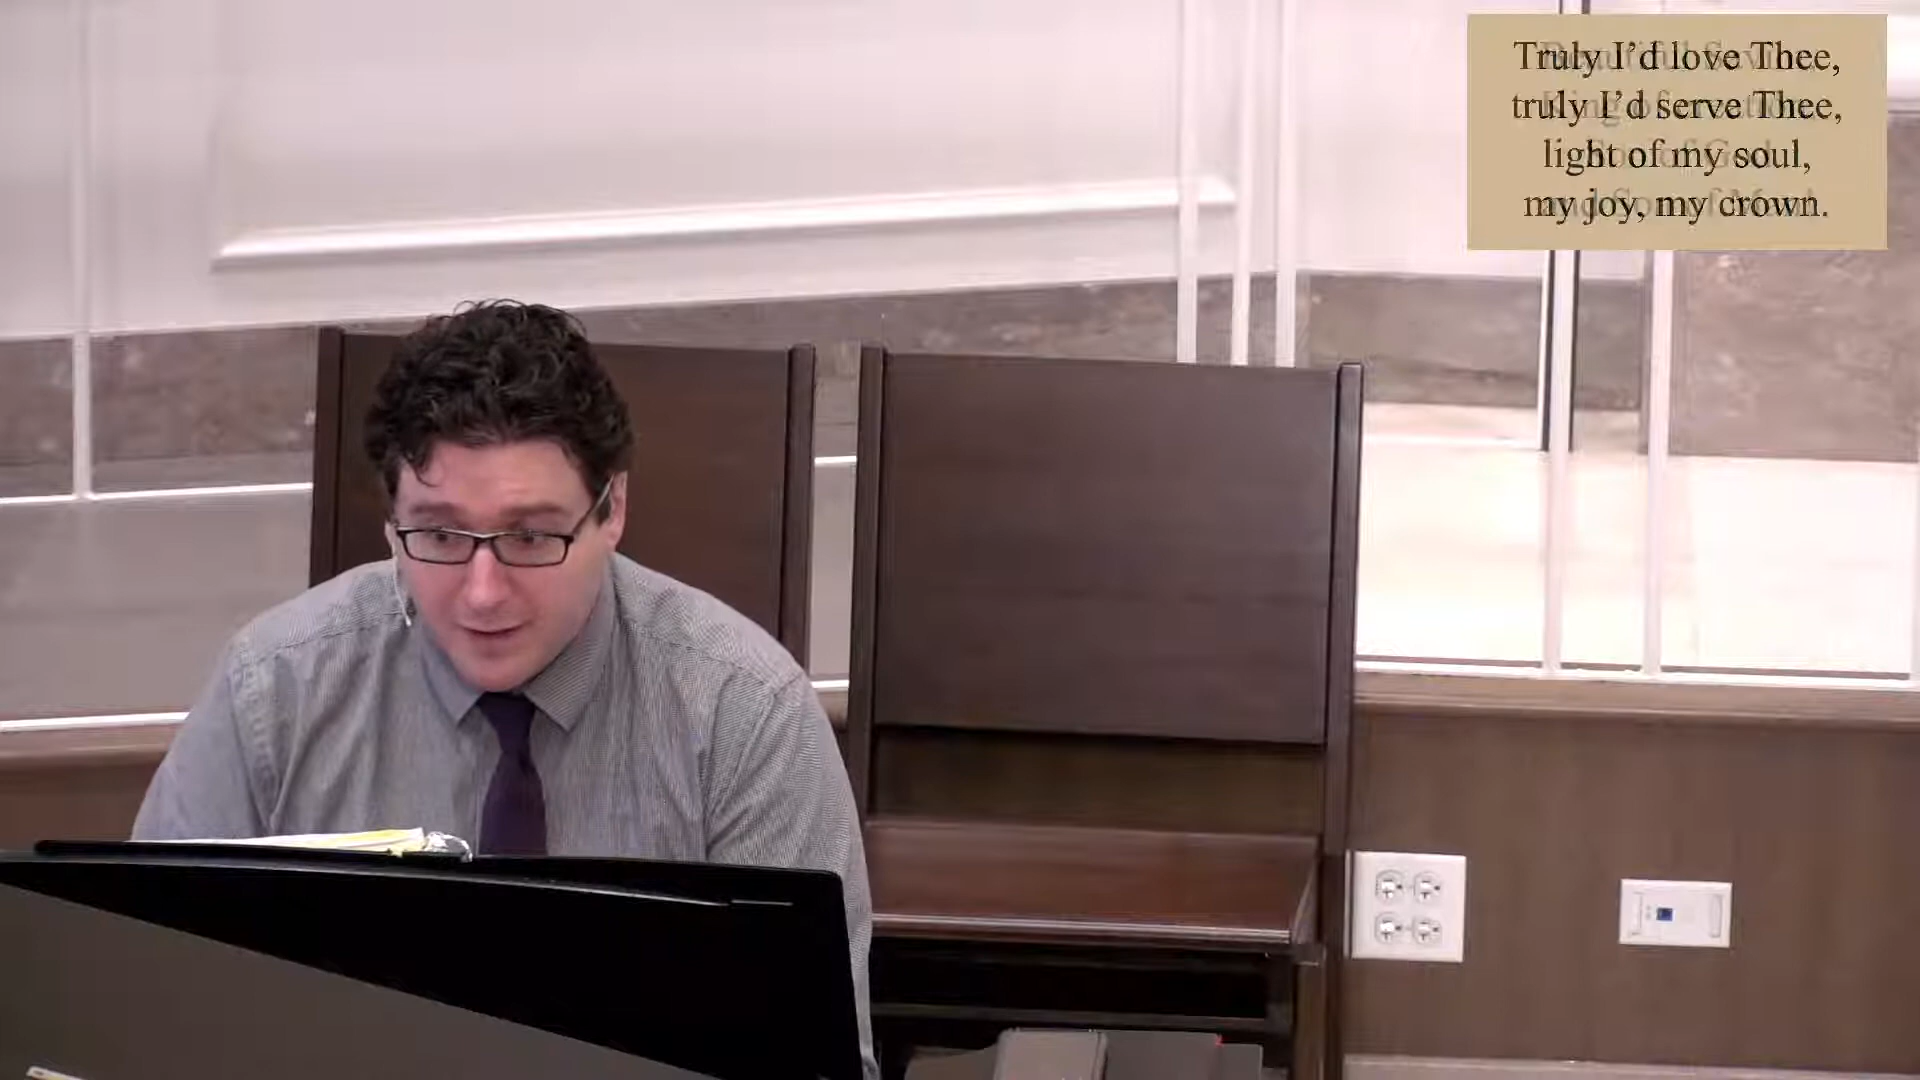 Truly I’d love Thee,
truly I’d serve Thee,
light of my soul,
my joy, my crown.